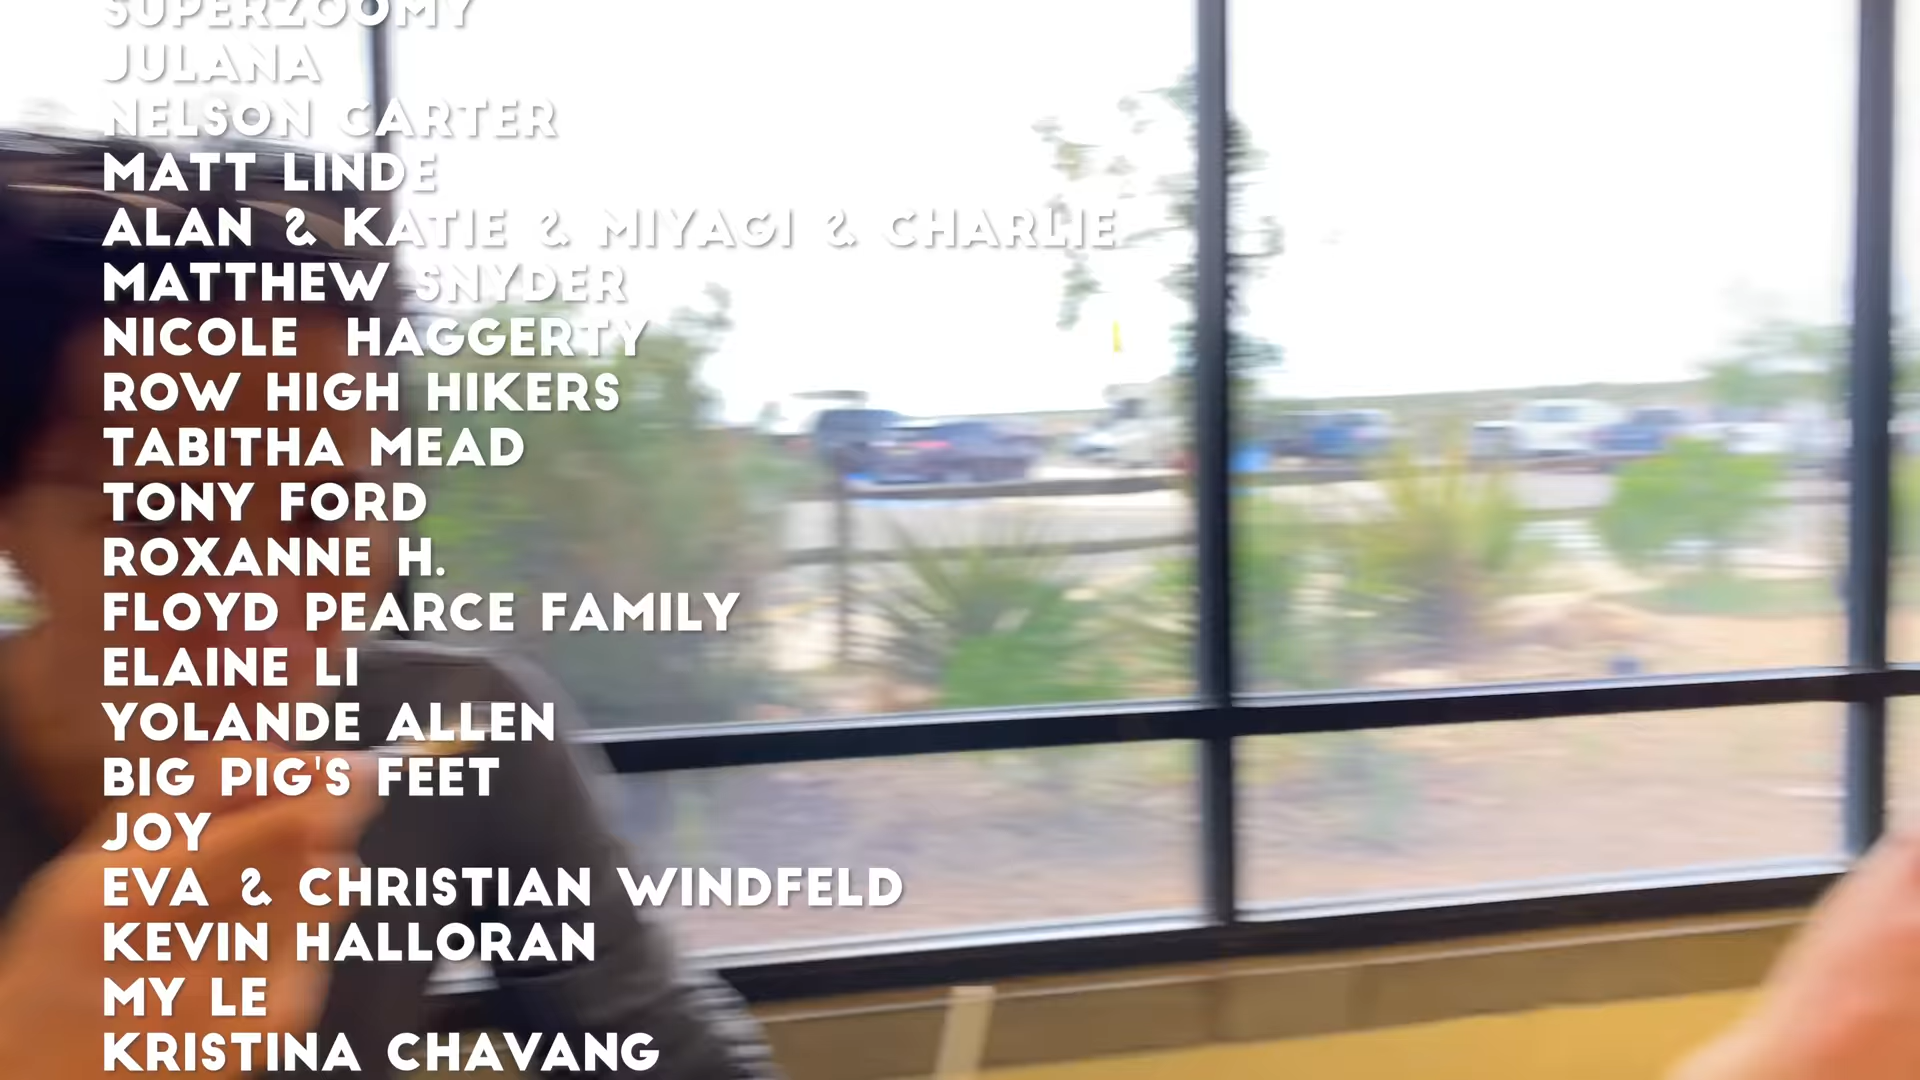 SUPERZOOMY
JULANA
NELSON CARTER
MATT LINDE
ALAN & KATIE & MIYAGI & CHARLIE
MATTHEW SNYDER
NICOLE  HAGGERTY
ROW HIGH HIKERS
TABITHA MEAD
TONY FORD
ROXANNE H.
FLOYD PEARCE FAMILY
ELAINE LI
YOLANDE ALLEN
BIG PIG'S FEET
JOY
EVA & CHRISTIAN WINDFELD
KEVIN HALLORAN
MY LE
KRISTINA CHAVANG